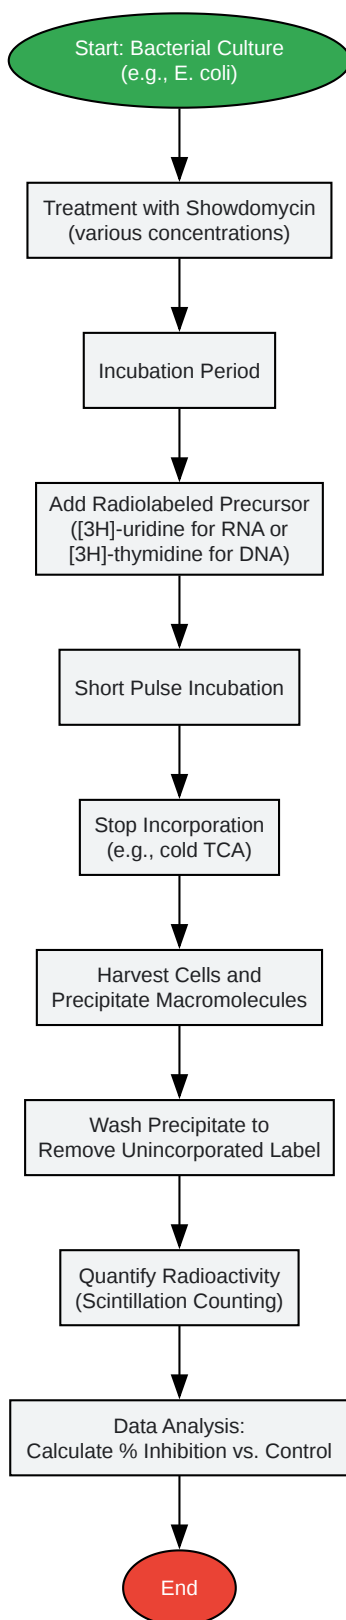 Start: Bacterial Culture
(e.g., E. coli)
Treatment with Showdomycin
(various concentrations)
Incubation Period
Add Radiolabeled Precursor
([3H]-uridine for RNA or
[3H]-thymidine for DNA)
Short Pulse Incubation
Stop Incorporation
(e.g., cold TCA)
Harvest Cells and
Precipitate Macromolecules
Wash Precipitate to
Remove Unincorporated Label
Quantify Radioactivity
(Scintillation Counting)
Data Analysis:
Calculate % Inhibition vs. Control
End